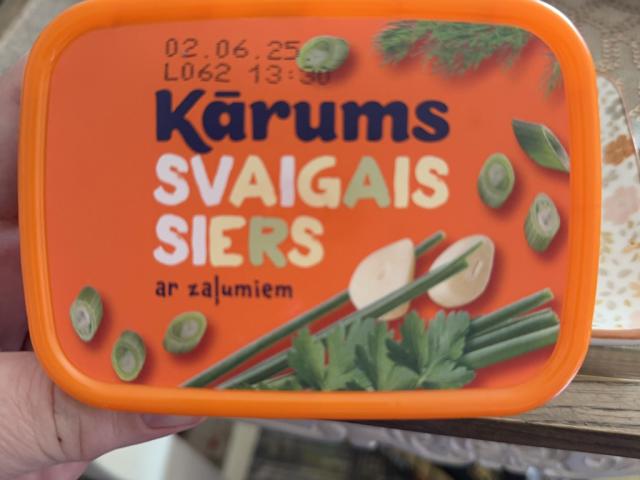 02.06.25
L062 13:30
Kārums
SVAIGAIS
SIERS
ar zaļumiem